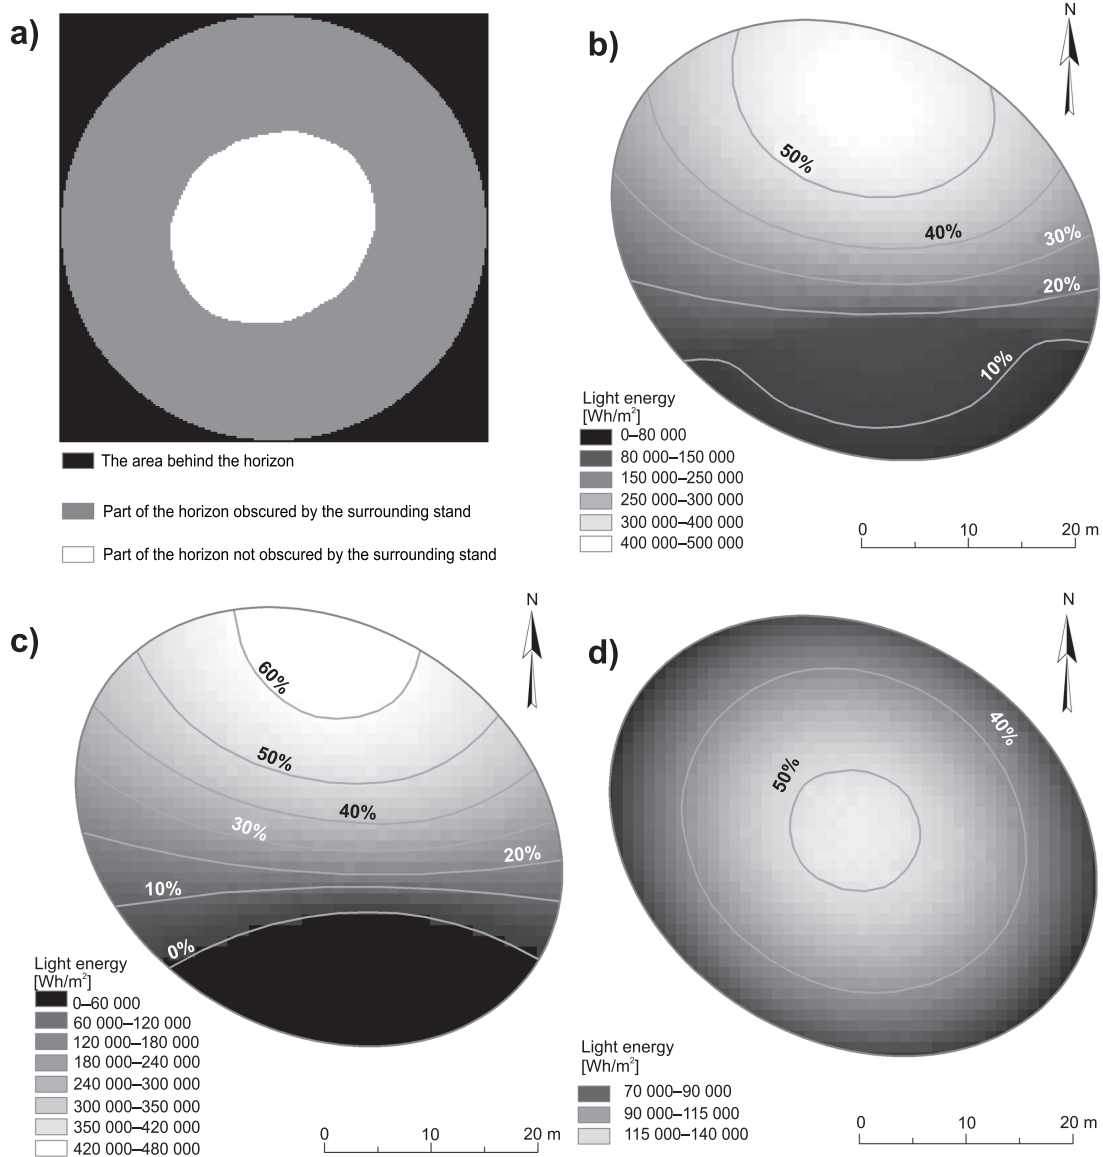 a)
The area behind the horizon
Part of the horizon obscured by the surrounding stand
Part of the horizon not obscured by the surrounding stand
b)
N
50%
40%
30%
20%
10%
Light energy
[Wh/m²]
0–80 000
80 000–150 000
150 000–250 000
250 000–300 000
300 000–400 000
400 000–500 000
0 10 20 m
c)
N
60%
50%
40%
30%
20%
10%
0%
Light energy
[Wh/m²]
0–60 000
60 000–120 000
120 000–180 000
180 000–240 000
240 000–300 000
300 000–350 000
350 000–420 000
420 000–480 000
0 10 20 m
d)
N
40%
50%
Light energy
[Wh/m²]
70 000–90 000
90 000–115 000
115 000–140 000
0 10 20 m